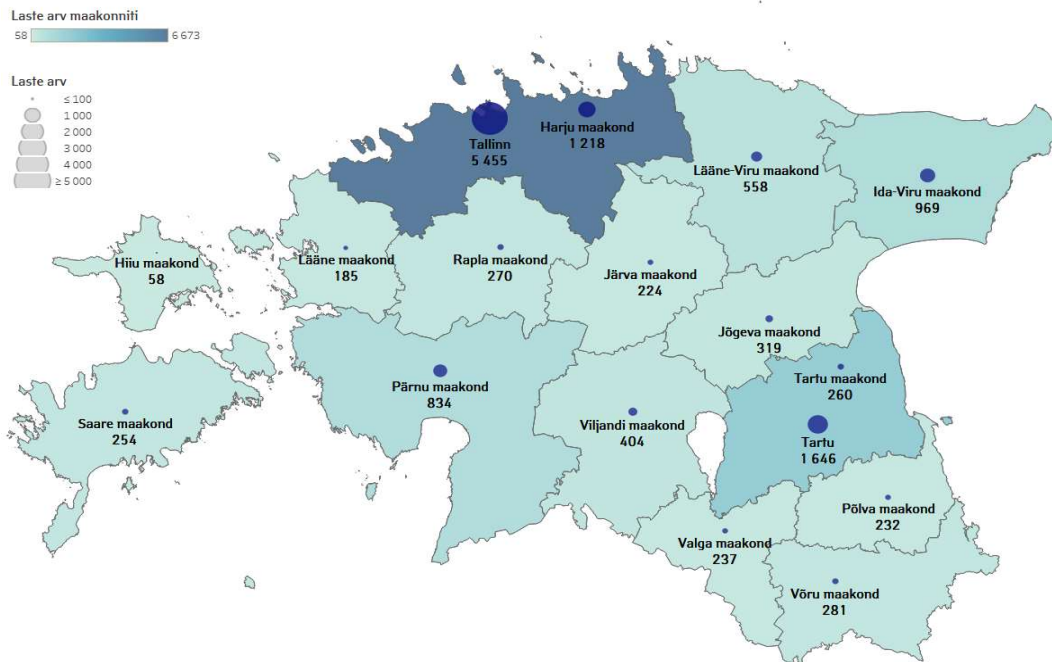 Laste arv maakonniti
58 6 673
Laste arv
≤ 100
1 000
2 000
3 000
4 000
≥ 5 000
Tallinn
5 455
Harju maakond
1 218
Lääne-Viru maakond
558
Ida-Viru maakond
969
Hiiu maakond
58
Lääne maakond
185
Rapla maakond
270
Järva maakond
224
Jõgeva maakond
319
Tartu maakond
260
Pärnu maakond
834
Saare maakond
254
Viljandi maakond
404
Tartu
1 646
Põlva maakond
232
Valga maakond
237
Võru maakond
281